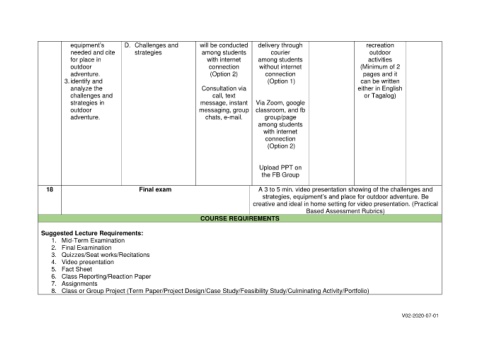 equipment's
needed and cite
for place in
outdoor
adventure.
3. identify and
analyze the
challenges and
strategies in
outdoor
adventure.
D. Challenges and
strategies
will be conducted
among students
with internet
connection
(Option 2)
Consultation via
call, text
message, instant
messaging, group
chats, e-mail.
delivery through
courier
among students
without internet
connection
(Option 1)
Via Zoom, google
classroom, and fb
group/page
among students
with internet
connection
(Option 2)
Upload PPT on
the FB Group
recreation
outdoor
activities
(Minimum of 2
pages and it
can be written
either in English
or Tagalog)
18
Final exam
A 3 to 5 min. video presentation showing of the challenges and
strategies, equipment's and place for outdoor adventure. Be
creative and ideal in home setting for video presentation. (Practical
Based Assessment Rubrics)
COURSE REQUIREMENTS
Suggested Lecture Requirements:
1. Mid-Term Examination
2. Final Examination
3. Quizzes/Seat works/Recitations
4. Video presentation
5. Fact Sheet
6. Class Reporting/Reaction Paper
7. Assignments
8. Class or Group Project (Term Paper/Project Design/Case Study/Feasibility Study/Culminating Activity/Portfolio)
V02-2020-07-01